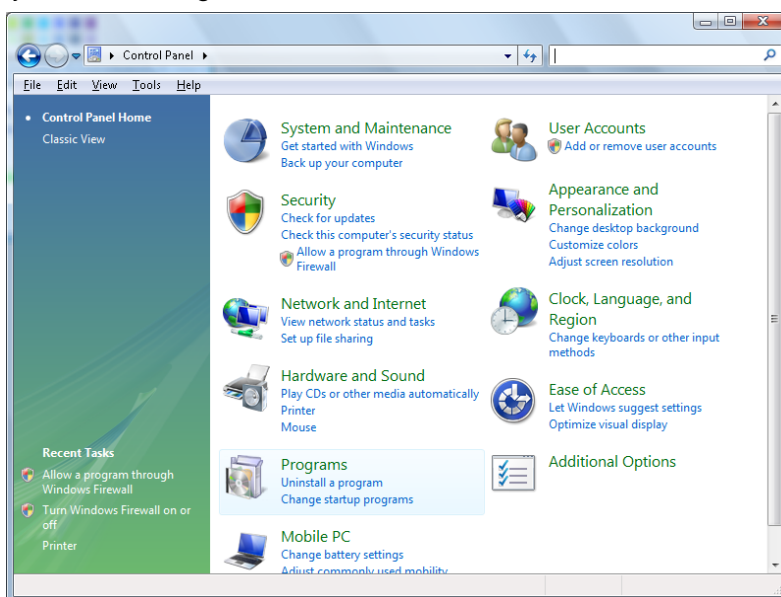 Control Panel
File Edit View Tools Help
Control Panel Home
Classic View
Recent Tasks
Allow a program through
Windows Firewall
Turn Windows Firewall on or
off
Printer
System and Maintenance
Get started with Windows
Back up your computer
Security
Check for updates
Check this computer's security status
Allow a program through Windows
Firewall
Network and Internet
View network status and tasks
Set up file sharing
Hardware and Sound
Play CDs or other media automatically
Printer
Mouse
Programs
Uninstall a program
Change startup programs
Mobile PC
Change battery settings
Adjust commonly used mobility
User Accounts
Add or remove user accounts
Appearance and
Personalization
Change desktop background
Customize colors
Adjust screen resolution
Clock, Language, and
Region
Change keyboards or other input
methods
Ease of Access
Let Windows suggest settings
Optimize visual display
Additional Options